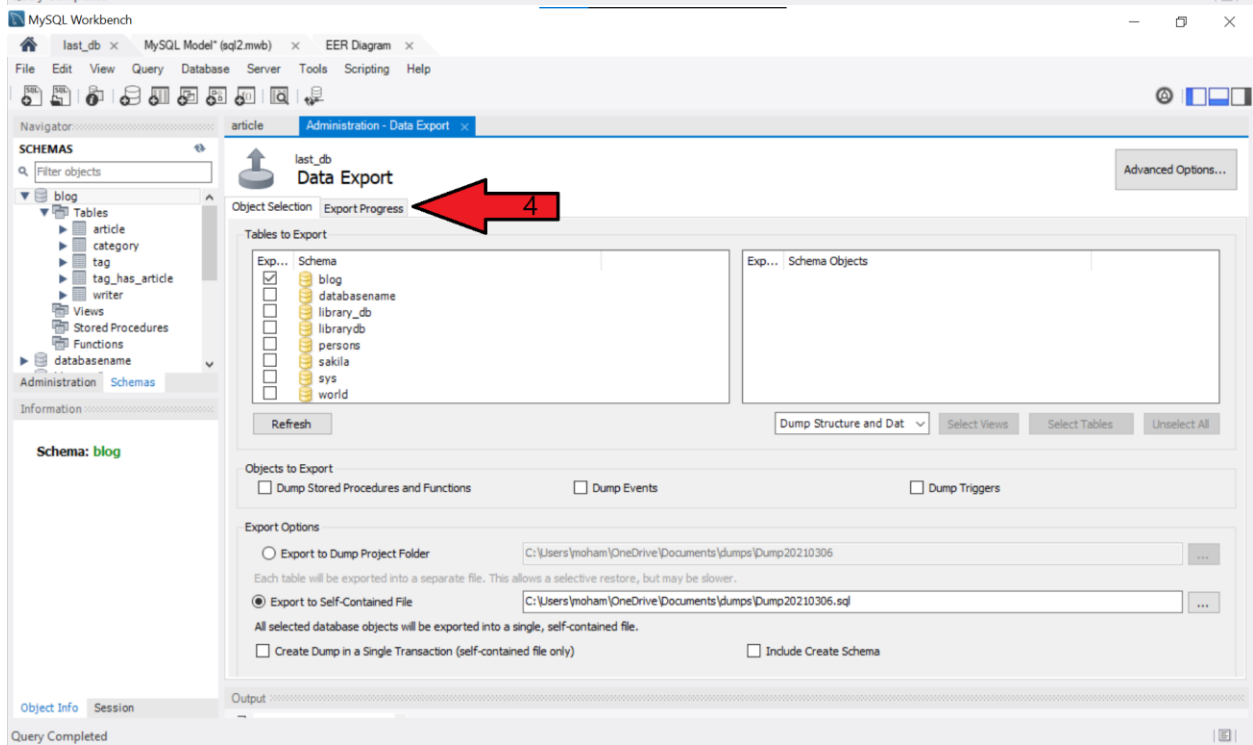 MySQL Workbench
last_db × MySQL Model* (sql2.mwb) × EER Diagram ×
File Edit View Query Database Server Tools Scripting Help
Navigator
SCHEMAS
Filter objects
blog
Tables
article
category
tag
tag_has_article
writer
Views
Stored Procedures
Functions
databasename
Administration Schemas
Information
Schema: blog
Object Info Session
article Administration - Data Export ×
last_db
Data Export
Advanced Options...
Object Selection Export Progress
4
Tables to Export
Exp... Schema
blog
databasename
library_db
librarydb
persons
sakila
sys
world
Exp... Schema Objects
Refresh Dump Structure and Dat Select Views Select Tables Unselect All
Objects to Export
Dump Stored Procedures and Functions Dump Events Dump Triggers
Export Options
Export to Dump Project Folder C:\Users\moham\OneDrive\Documents\dumps\Dump20210306 ...
Each table will be exported into a separate file. This allows a selective restore, but may be slower.
Export to Self-Contained File C:\Users\moham\OneDrive\Documents\dumps\Dump20210306.sql ...
All selected database objects will be exported into a single, self-contained file.
Create Dump in a Single Transaction (self-contained file only) Include Create Schema
Output
Query Completed